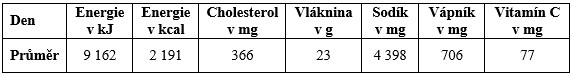 Den Energie v kJ Energie v kcal Cholesterol v mg Vláknina v g Sodík v mg Vápník v mg Vitamín C v mg
Průměr 9 162 2 191 366 23 4 398 706 77